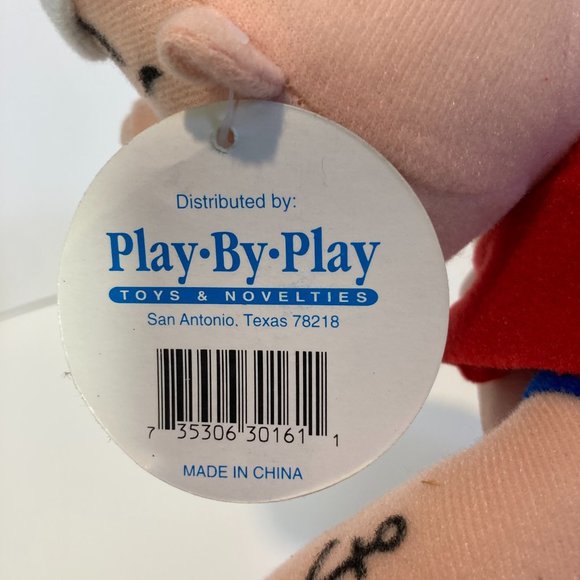 Distributed by:
Play·By·Play
TOYS & NOVELTIES
San Antonio, Texas 78218
7 35306 30161 1
MADE IN CHINA